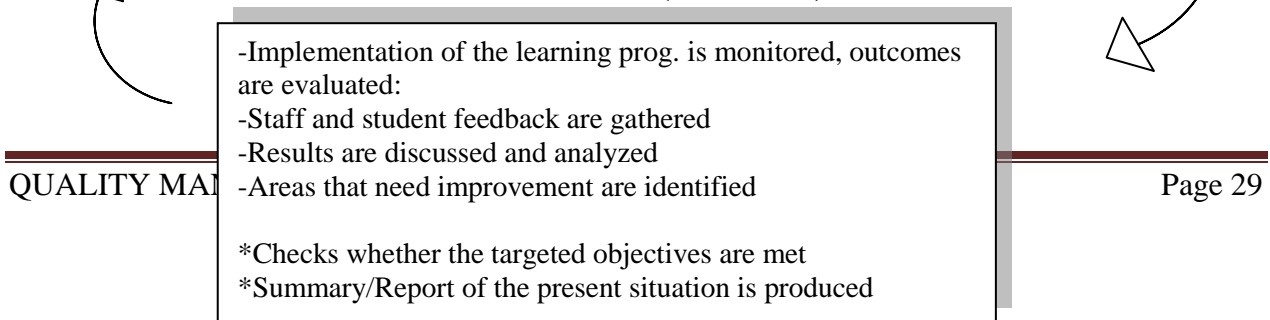 -Implementation of the learning prog. is monitored, outcomes
are evaluated:
-Staff and student feedback are gathered
-Results are discussed and analyzed
QUALITY MAN
-Areas that need improvement are identified
Page 29
*Checks whether the targeted objectives are met
*Summary/Report of the present situation is produced